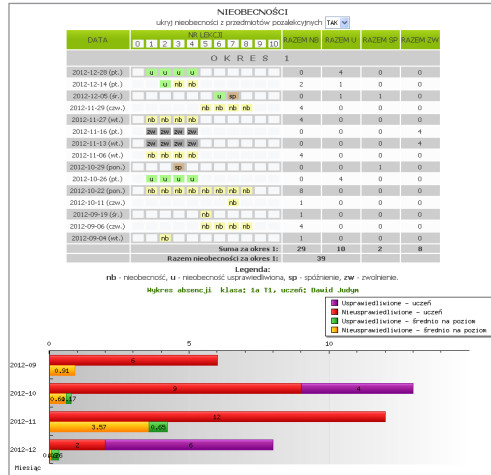 NIEOBECNOŚCI
ukryj nieobecności z przedmiotów pozalekcyjnych TAK
DATA NR LEKCJI RAZEM NB RAZEM U RAZEM SP RAZEM ZW
0 1 2 3 4 5 6 7 8 9 10
O K R E S 1
2012-12-20 (pt.) u u u u 0 4 0 0
2012-12-14 (pt.) u nb nb 2 1 0 0
2012-12-05 (śr.) u sp 0 1 1 0
2012-11-29 (czw.) nb nb nb nb 4 0 0 0
2012-11-27 (wt.) nb nb nb nb 4 0 0 0
2012-11-16 (pt.) zw zw zw zw 0 0 0 4
2012-11-13 (wt.) zw zw zw zw 0 0 0 4
2012-11-06 (wt.) nb nb nb nb 4 0 0 0
2012-10-29 (pon.) sp 0 0 1 0
2012-10-26 (pt.) u u u u 0 4 0 0
2012-10-22 (pon.) nb nb nb nb nb nb nb nb 8 0 0 0
2012-10-11 (czw.) nb 1 0 0 0
2012-09-19 (śr.) nb 1 0 0 0
2012-09-06 (czw.) nb nb nb nb 4 0 0 0
2012-09-04 (wt.) nb 1 0 0 0
Suma za okres 1: 29 10 2 8
Razem nieobecności za okres 1: 39
Legenda:
nb - nieobecność, u - nieobecność usprawiedliwiona, sp - spóźnienie, zw - zwolnienie.
Wykres absencji klasa: 1a T1, uczeń: Dawid Judym
Usprawiedliwione - uczeń
Nieusprawiedliwione - uczeń
Usprawiedliwione - średnio na poziom
Nieusprawiedliwione - średnio na poziom
0 5 10
2012-09 6
0.91
2012-10 9 4
2012-11 12
3.57 0.65
2012-12 2 6
Miesiąc